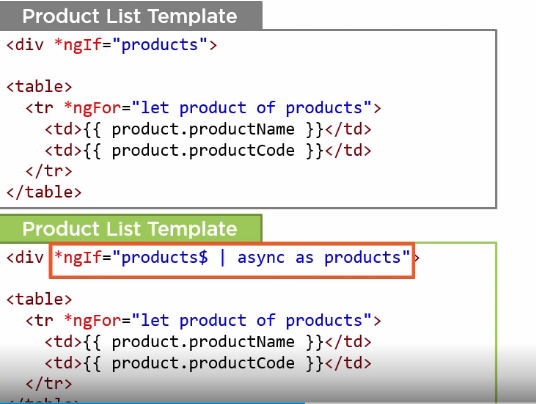 Product List Template
<div *ngIf="products">
<table>
<tr *ngFor="let product of products">
<td>{{ product.productName }}</td>
<td>{{ product.productCode }}</td>
</tr>
</table>
Product List Template
<div *ngIf="products$ | async as products">
<table>
<tr *ngFor="let product of products">
<td>{{ product.productName }}</td>
<td>{{ product.productCode }}</td>
</tr>
</table>